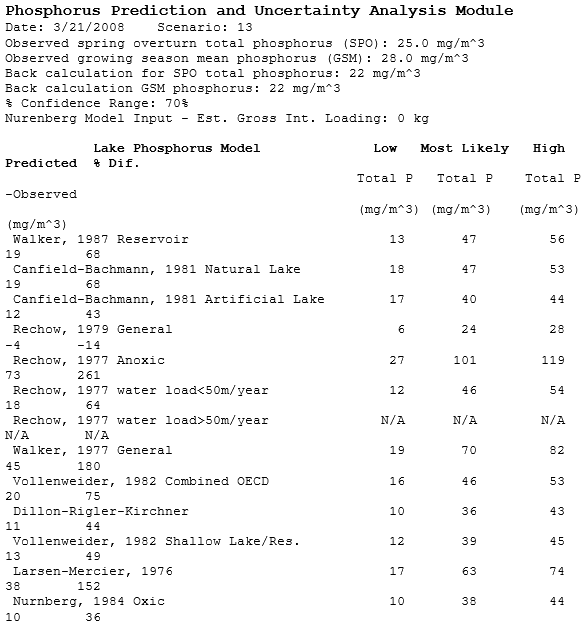 Phosphorus Prediction and Uncertainty Analysis Module
Date: 3/21/2008    Scenario: 13
Observed spring overturn total phosphorus (SPO): 25.0 mg/m^3
Observed growing season mean phosphorus (GSM): 28.0 mg/m^3
Back calculation for SPO total phosphorus: 22 mg/m^3
Back calculation GSM phosphorus: 22 mg/m^3
% Confidence Range: 70%
Nurenberg Model Input - Est. Gross Int. Loading: 0 kg
Lake Phosphorus Model    Low    Most Likely    High
Predicted    % Dif.
Total P    Total P    Total P
-Observed
(mg/m^3)    (mg/m^3)    (mg/m^3)
(mg/m^3)
Walker, 1987 Reservoir    13    47    56
19    68
Canfield-Bachmann, 1981 Natural Lake    18    47    53
19    68
Canfield-Bachmann, 1981 Artificial Lake    17    40    44
12    43
Rechow, 1979 General    6    24    28
-4    -14
Rechow, 1977 Anoxic    27    101    119
73    261
Rechow, 1977 water load<50m/year    12    46    54
18    64
Rechow, 1977 water load>50m/year    N/A    N/A    N/A
N/A    N/A
Walker, 1977 General    19    70    82
45    180
Vollenweider, 1982 Combined OECD    16    46    53
20    75
Dillon-Rigler-Kirchner    10    36    43
11    44
Vollenweider, 1982 Shallow Lake/Res.    12    39    45
13    49
Larsen-Mercier, 1976    17    63    74
38    152
Nurnberg, 1984 Oxic    10    38    44
10    36